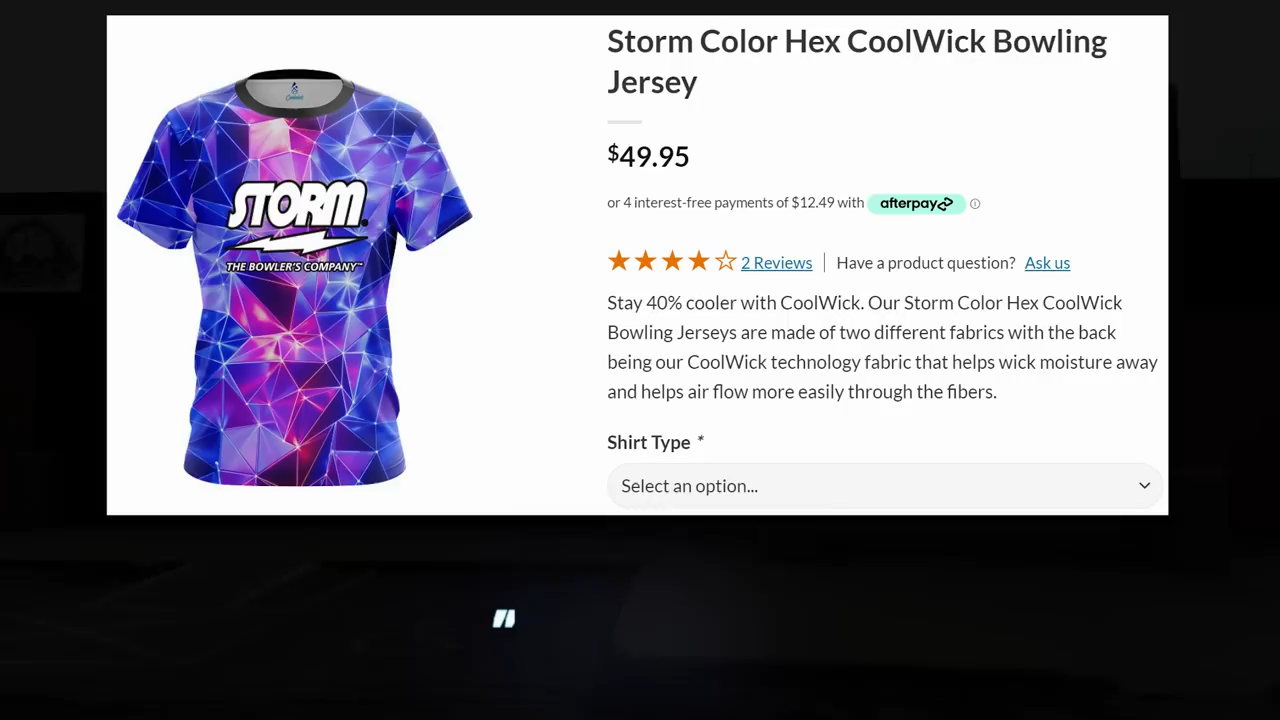 STORM
THE BOWLER'S COMPANY™
Storm Color Hex CoolWick Bowling
Jersey
$49.95
or 4 interest-free payments of $12.49 with afterpay
2 Reviews
Have a product question? Ask us
Stay 40% cooler with CoolWick. Our Storm Color Hex CoolWick
Bowling Jerseys are made of two different fabrics with the back
being our CoolWick technology fabric that helps wick moisture away
and helps air flow more easily through the fibers.
Shirt Type *
Select an option...
"